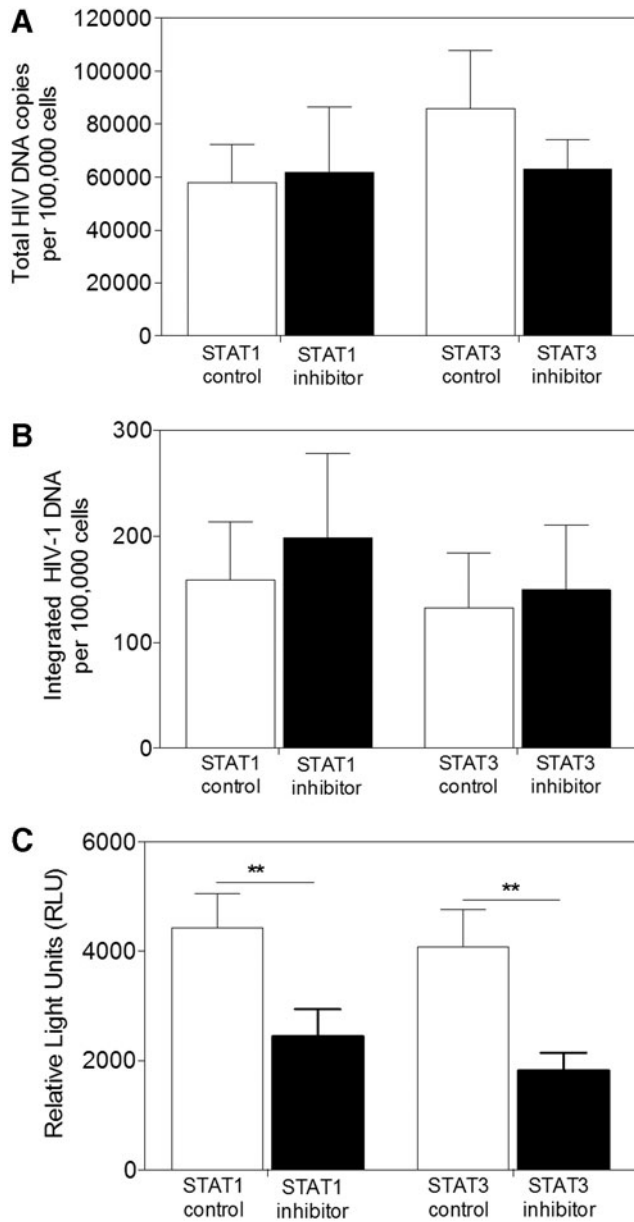 A
Total HIV DNA copies
per 100,000 cells
120000
100000
80000
60000
40000
20000
0
STAT1
control
STAT1
inhibitor
STAT3
control
STAT3
inhibitor
B
Integrated HIV-1 DNA
per 100,000 cells
300
200
100
0
STAT1
control
STAT1
inhibitor
STAT3
control
STAT3
inhibitor
C
Relative Light Units (RLU)
6000
4000
2000
0
**
**
STAT1
control
STAT1
inhibitor
STAT3
control
STAT3
inhibitor